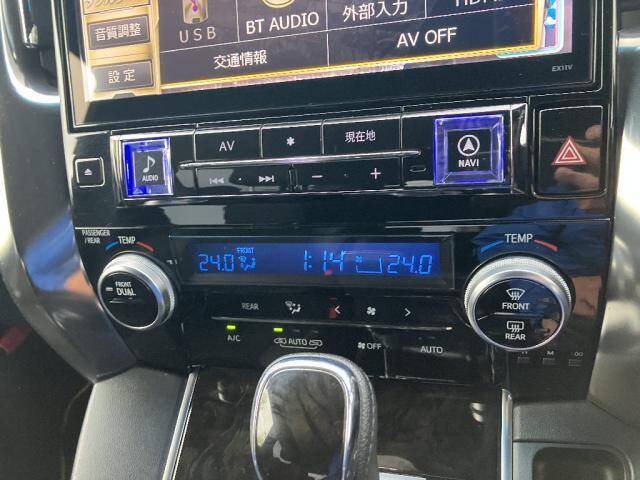 音質調整
設定
USB
BT AUDIO
外部入力
交通情報
AV OFF
EX11V
AV
✱
現在地
AUDIO
NAVI
− +
PASSENGER
/REAR
TEMP
TEMP
24.0
FRONT
1:14
24.0
FRONT
DUAL
REAR
FRONT
REAR
A/C
AUTO
OFF
AUTO